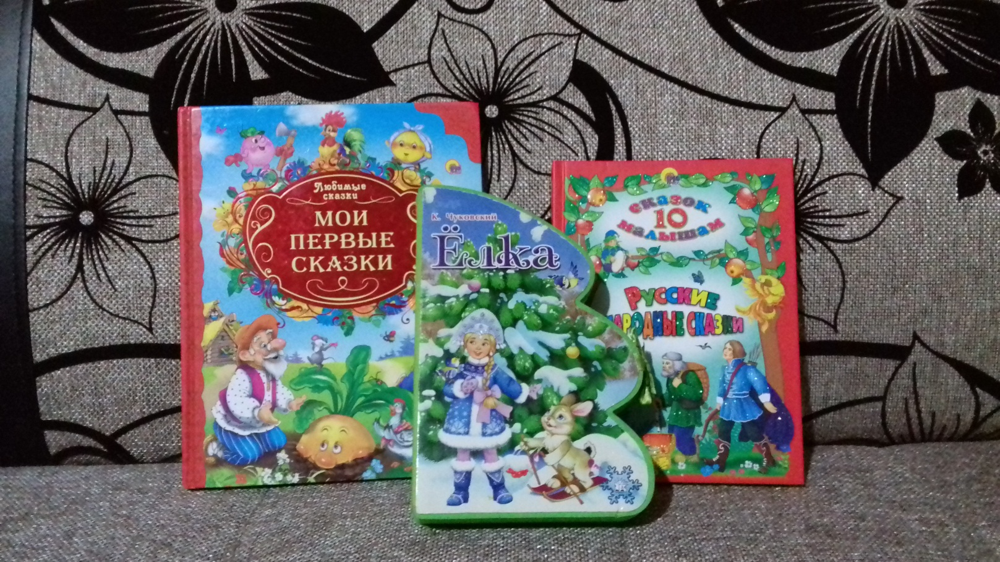 Любимые
сказки
МОИ
ПЕРВЫЕ
СКАЗКИ
К. Чуковский
Ёлка
сказок
10
малышам
Русские
народные сказки